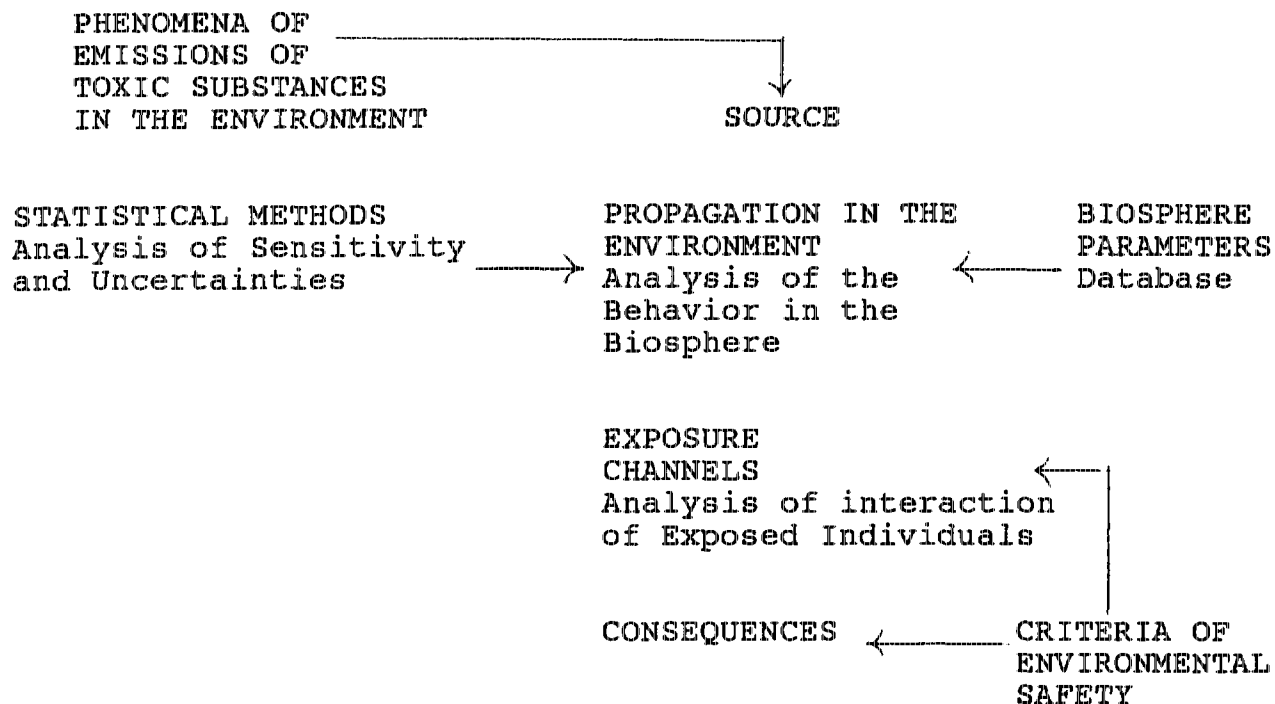 PHENOMENA OF
EMISSIONS OF
TOXIC SUBSTANCES
IN THE ENVIRONMENT
SOURCE
STATISTICAL METHODS
Analysis of Sensitivity
and Uncertainties
PROPAGATION IN THE
ENVIRONMENT
Analysis of the
Behavior in the
Biosphere
BIOSPHERE
PARAMETERS
Database
EXPOSURE
CHANNELS
Analysis of interaction
of Exposed Individuals
CONSEQUENCES
CRITERIA OF
ENVIRONMENTAL
SAFETY